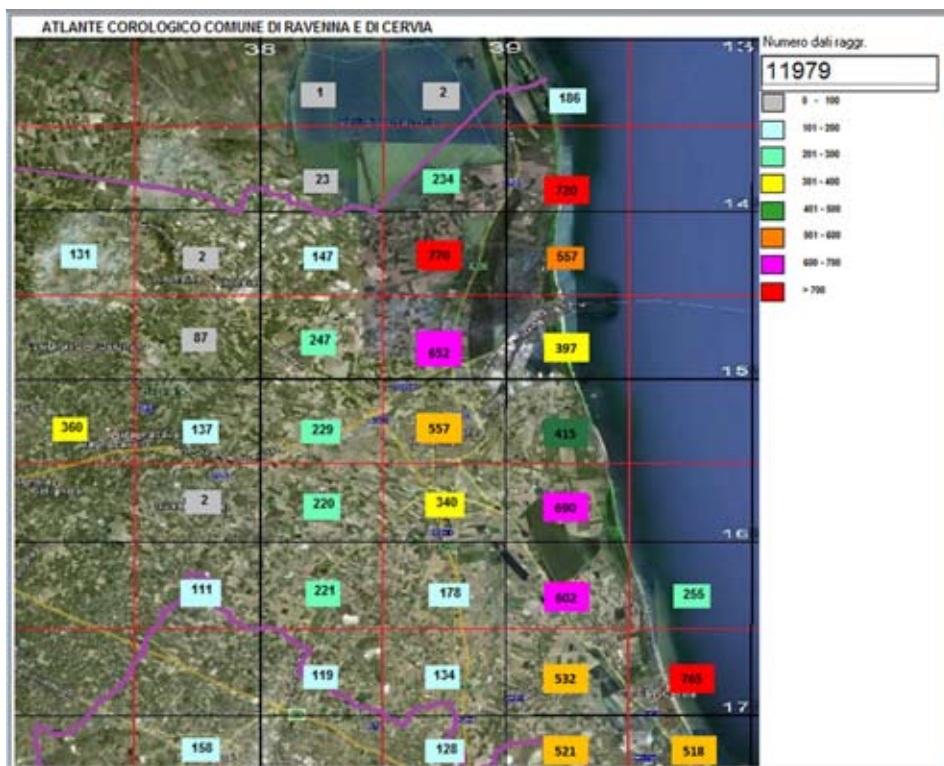 ATLANTE COROLOGICO COMUNE DI RAVENNA E DI CERVIA
38 39 13
Numero dati raggr.
11979
0 - 100
101 - 200
201 - 300
301 - 400
401 - 500
501 - 600
600 - 700
> 700
1 2 186
23 234 720
14
131 2 147 770 557
87 247 652 397
15
360 137 229 557 415
2 220 340 690
16
111 221 178 602 255
119 134 532 765
17
158 128 521 518